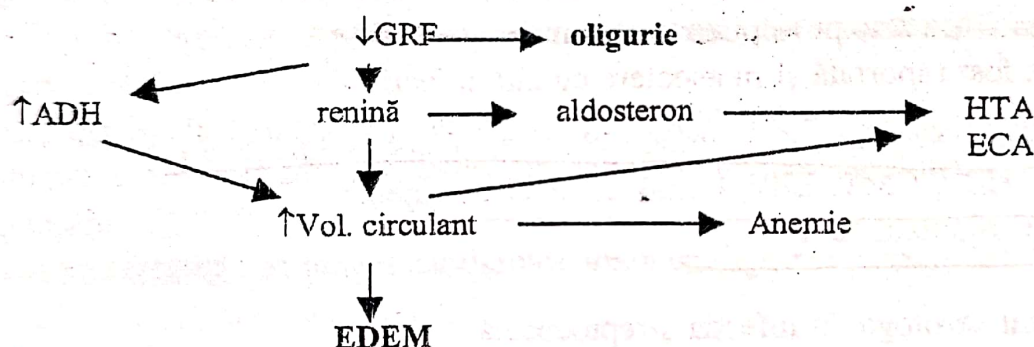 ↓GRF oligurie
↑ADH renină aldosteron HTA
ECA
↑Vol. circulant Anemie
EDEM